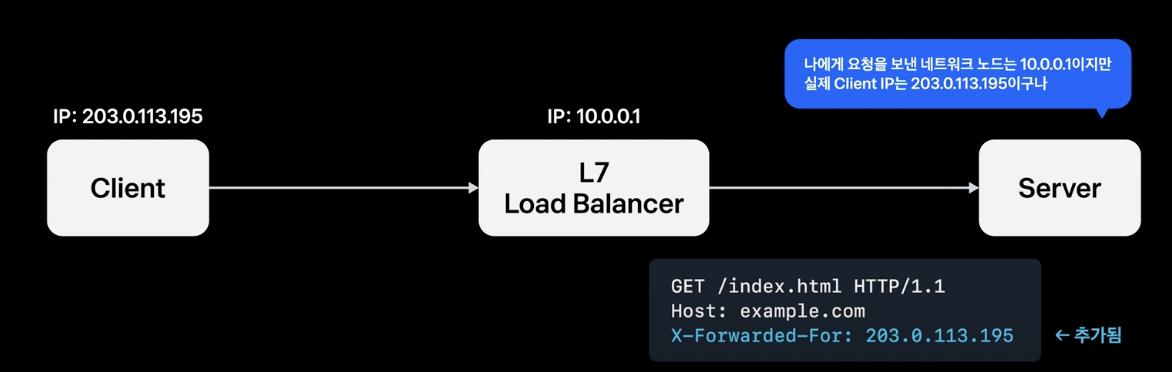 나에게 요청을 보낸 네트워크 노드는 10.0.0.1이지만
실제 Client IP는 203.0.113.195이구나
IP: 203.0.113.195
IP: 10.0.0.1
Client
L7
Load Balancer
Server
GET /index.html HTTP/1.1
Host: example.com
X-Forwarded-For: 203.0.113.195
← 추가됨